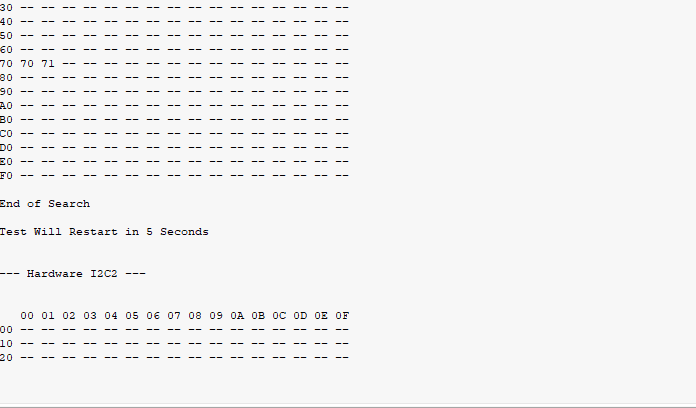 30 -- -- -- -- -- -- -- -- -- -- -- -- -- -- -- --
40 -- -- -- -- -- -- -- -- -- -- -- -- -- -- -- --
50 -- -- -- -- -- -- -- -- -- -- -- -- -- -- -- --
60 -- -- -- -- -- -- -- -- -- -- -- -- -- -- -- --
70 70 71 -- -- -- -- -- -- -- -- -- -- -- -- -- --
80 -- -- -- -- -- -- -- -- -- -- -- -- -- -- -- --
90 -- -- -- -- -- -- -- -- -- -- -- -- -- -- -- --
A0 -- -- -- -- -- -- -- -- -- -- -- -- -- -- -- --
B0 -- -- -- -- -- -- -- -- -- -- -- -- -- -- -- --
C0 -- -- -- -- -- -- -- -- -- -- -- -- -- -- -- --
D0 -- -- -- -- -- -- -- -- -- -- -- -- -- -- -- --
E0 -- -- -- -- -- -- -- -- -- -- -- -- -- -- -- --
F0 -- -- -- -- -- -- -- -- -- -- -- -- -- -- -- --
End of Search
Test Will Restart in 5 Seconds
--- Hardware I2C2 ---
00 01 02 03 04 05 06 07 08 09 0A 0B 0C 0D 0E 0F
00 -- -- -- -- -- -- -- -- -- -- -- -- -- -- -- --
10 -- -- -- -- -- -- -- -- -- -- -- -- -- -- -- --
20 -- -- -- -- -- -- -- -- -- -- -- -- -- -- -- --